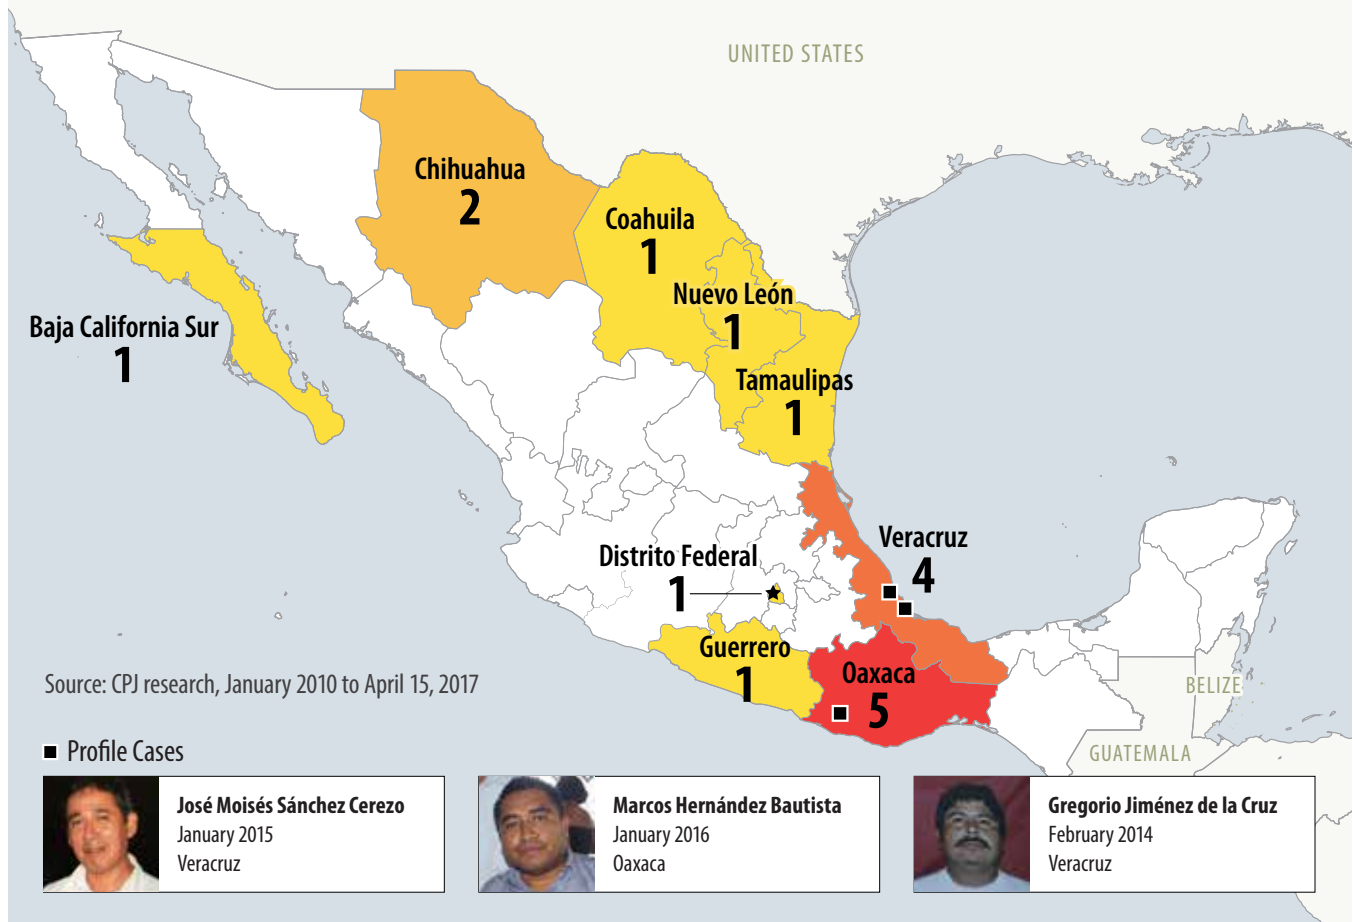 UNITED STATES
Chihuahua
2
Coahuila
1
Nuevo León
1
Baja California Sur
1
Tamaulipas
1
Veracruz
4
Distrito Federal
1
Guerrero
1
Oaxaca
5
Source: CPJ research, January 2010 to April 15, 2017
BELIZE
GUATEMALA
Profile Cases
José Moisés Sánchez Cerezo
January 2015
Veracruz
Marcos Hernández Bautista
January 2016
Oaxaca
Gregorio Jiménez de la Cruz
February 2014
Veracruz